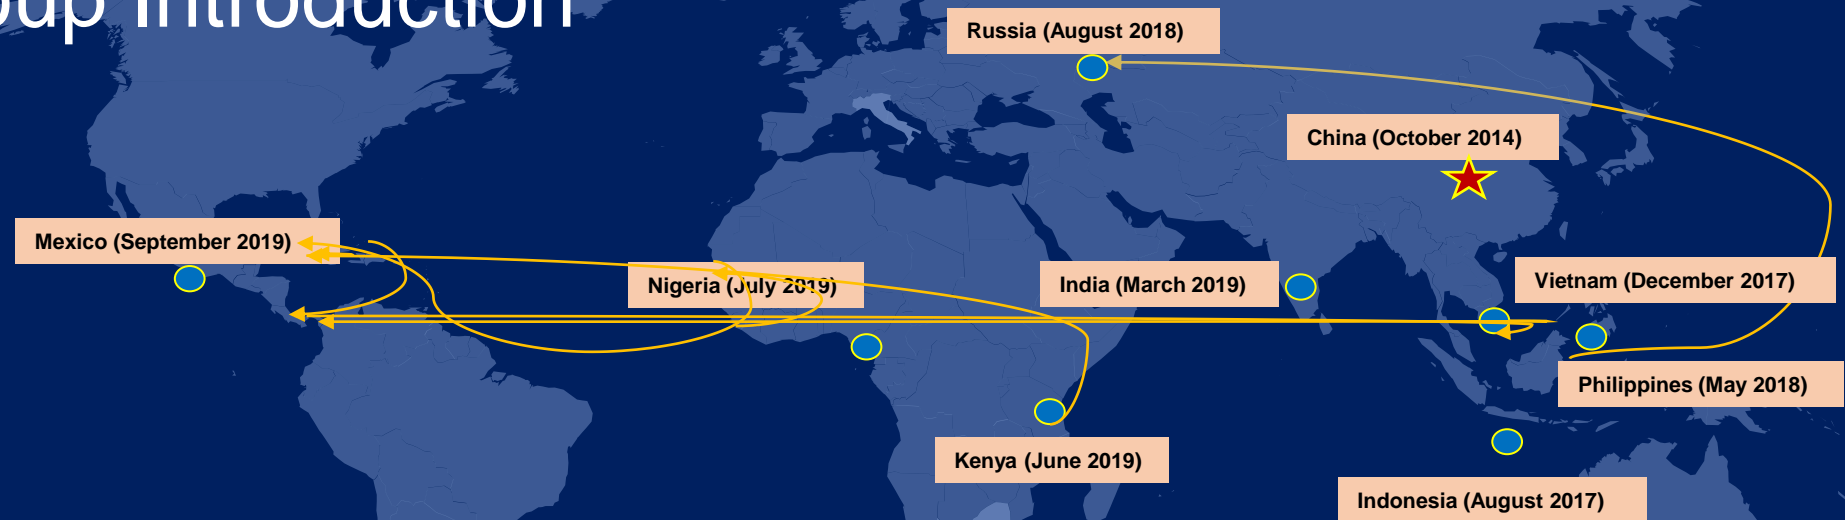 Introduction
Russia (August 2018)
China (October 2014)
Mexico (September 2019)
Nigeria (July 2019)
India (March 2019)
Vietnam (December 2017)
Philippines (May 2018)
Kenya (June 2019)
Indonesia (August 2017)